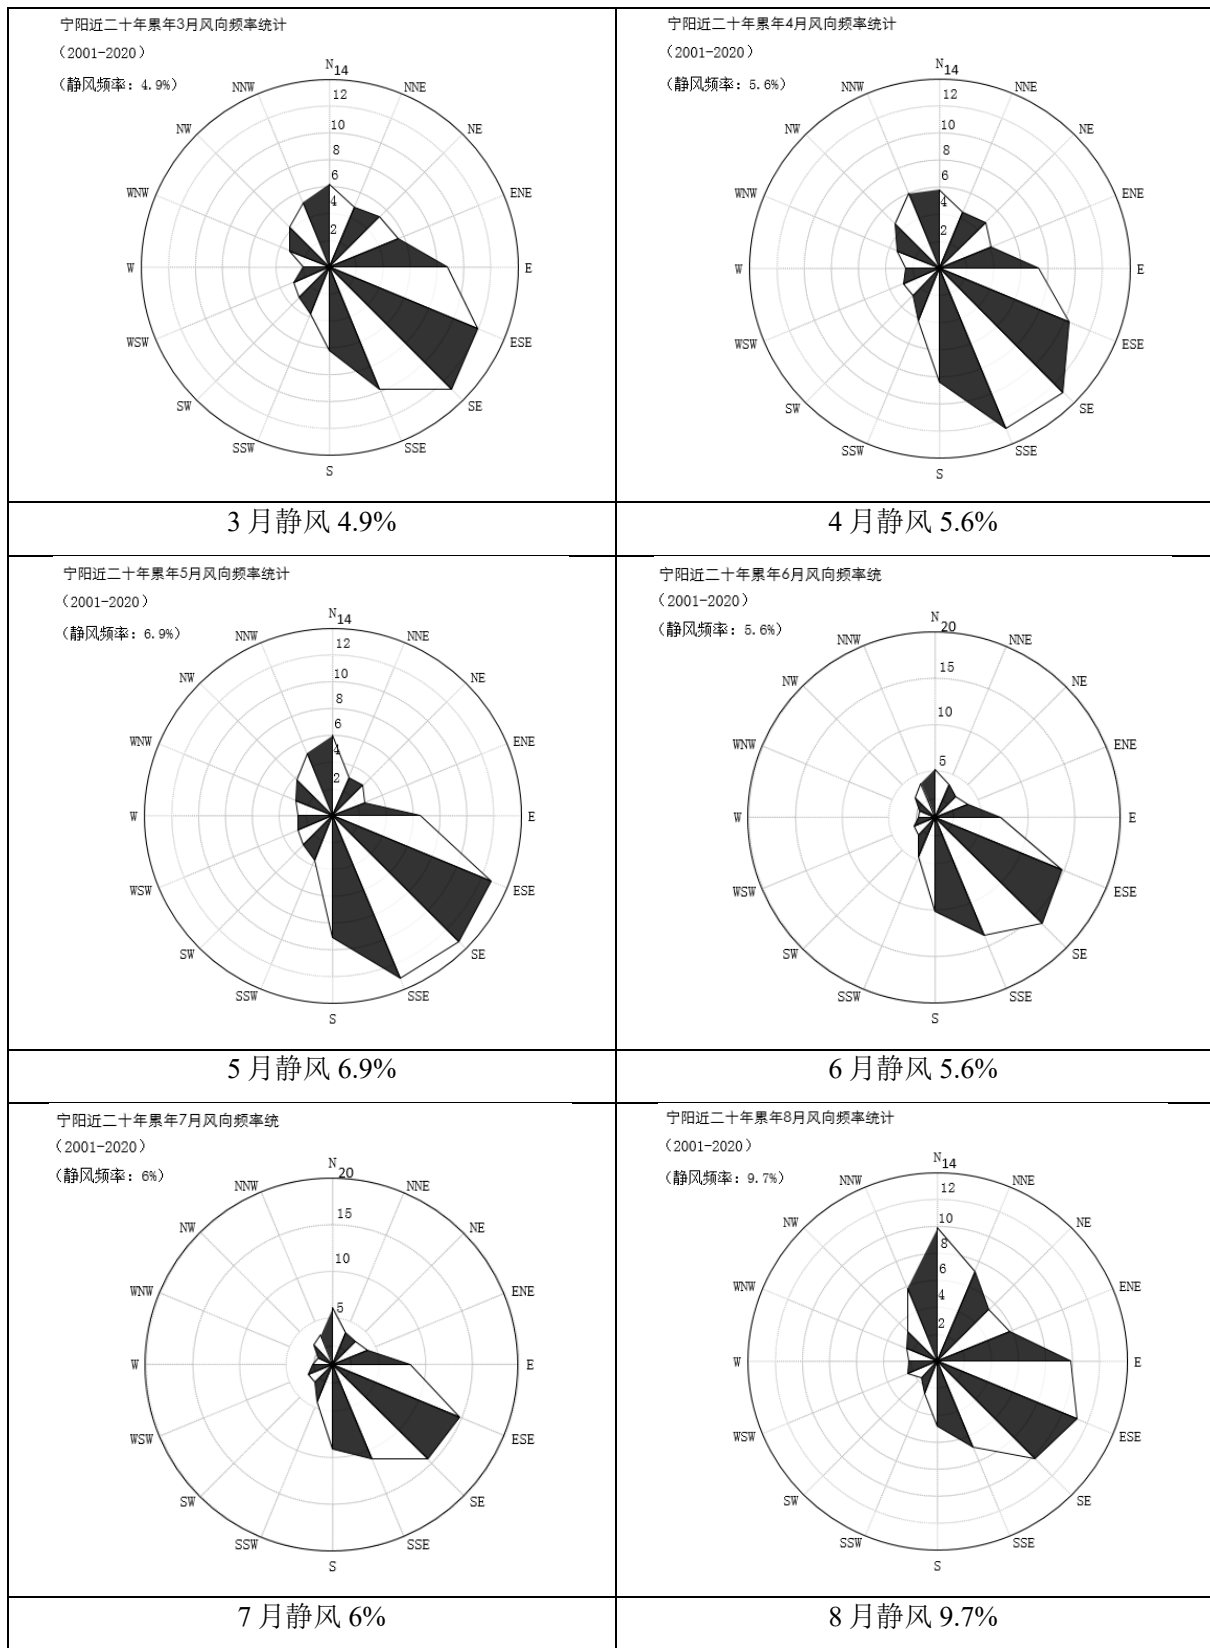 宁阳近二十年累年3月风向频率统计
（2001-2020）
（静风频率：4.9%）
N
14
12
10
8
6
4
2
NNE
NE
ENE
E
ESE
SE
SSE
S
SSW
SW
WSW
W
WNW
NW
NNW
3 月静风 4.9%
宁阳近二十年累年4月风向频率统计
（2001-2020）
（静风频率：5.6%）
N
14
12
10
8
6
4
2
NNE
NE
ENE
E
ESE
SE
SSE
S
SSW
SW
WSW
W
WNW
NW
NNW
4 月静风 5.6%
宁阳近二十年累年5月风向频率统计
（2001-2020）
（静风频率：6.9%）
N
14
12
10
8
6
4
2
NNE
NE
ENE
E
ESE
SE
SSE
S
SSW
SW
WSW
W
WNW
NW
NNW
5 月静风 6.9%
宁阳近二十年累年6月风向频率统
（2001-2020）
（静风频率：5.6%）
N
20
15
10
5
NNE
NE
ENE
E
ESE
SE
SSE
S
SSW
SW
WSW
W
WNW
NW
NNW
6 月静风 5.6%
宁阳近二十年累年7月风向频率统
（2001-2020）
（静风频率：6%）
N
20
15
10
5
NNE
NE
ENE
E
ESE
SE
SSE
S
SSW
SW
WSW
W
WNW
NW
NNW
7 月静风 6%
宁阳近二十年累年8月风向频率统计
（2001-2020）
（静风频率：9.7%）
N
14
12
10
8
6
4
2
NNE
NE
ENE
E
ESE
SE
SSE
S
SSW
SW
WSW
W
WNW
NW
NNW
8 月静风 9.7%